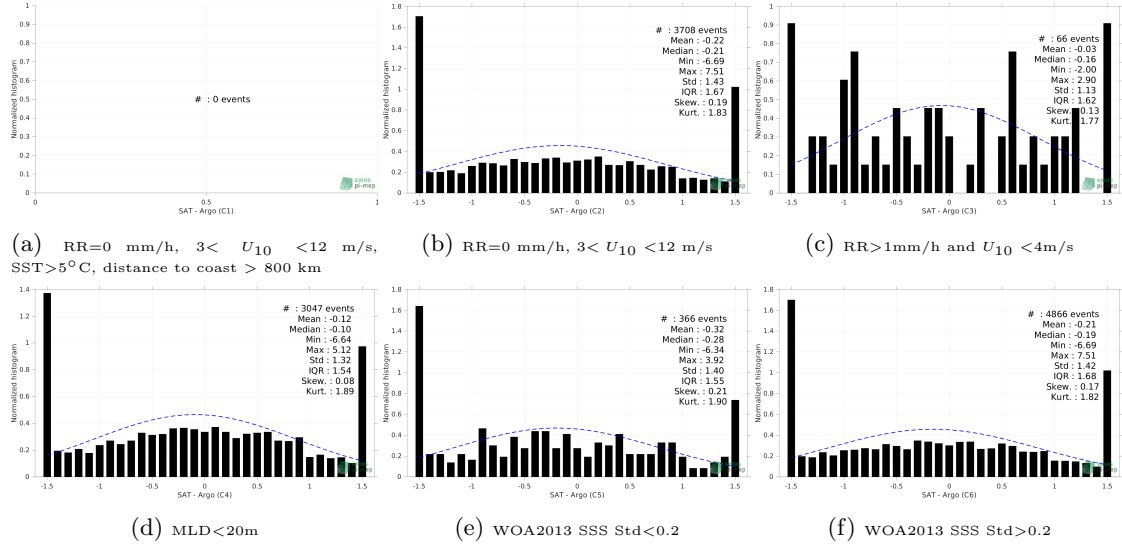 1
0.9
0.8
0.7
0.6
0.5
0.4
0.3
0.2
0.1
0
Normalized histogram
# : 0 events
0 0.5 1
SAT - Argo (C1)
smos
pi-mep
(a) RR=0 mm/h, 3< U10 <12 m/s,
SST>5°C, distance to coast > 800 km
1.8
1.6
1.4
1.2
1
0.8
0.6
0.4
0.2
0
Normalized histogram
# : 3708 events
Mean : -0.22
Median : -0.21
Min : -6.69
Max : 7.51
Std : 1.43
IQR : 1.67
Skew. : 0.19
Kurt. : 1.83
-1.5 -1 -0.5 0 0.5 1 1.5
SAT - Argo (C2)
pi-mep
(b) RR=0 mm/h, 3< U10 <12 m/s
1
0.9
0.8
0.7
0.6
0.5
0.4
0.3
0.2
0.1
0
Normalized histogram
# : 66 events
Mean : -0.03
Median : -0.16
Min : -2.00
Max : 2.90
Std : 1.13
IQR : 1.62
Skew. : 0.13
Kurt. : 1.77
-1.5 -1 -0.5 0 0.5 1 1.5
SAT - Argo (C3)
pi-mep
(c) RR>1mm/h and U10 <4m/s
1.4
1.2
1
0.8
0.6
0.4
0.2
0
Normalized histogram
# : 3047 events
Mean : -0.12
Median : -0.10
Min : -6.64
Max : 5.12
Std : 1.32
IQR : 1.54
Skew. : 0.08
Kurt. : 1.89
-1.5 -1 -0.5 0 0.5 1 1.5
SAT - Argo (C4)
(d) MLD<20m
1.8
1.6
1.4
1.2
1
0.8
0.6
0.4
0.2
0
Normalized histogram
# : 366 events
Mean : -0.32
Median : -0.28
Min : -6.34
Max : 3.92
Std : 1.40
IQR : 1.55
Skew. : 0.21
Kurt. : 1.90
-1.5 -1 -0.5 0 0.5 1 1.5
SAT - Argo (C5)
(e) WOA2013 SSS Std<0.2
1.8
1.6
1.4
1.2
1
0.8
0.6
0.4
0.2
0
Normalized histogram
# : 4866 events
Mean : -0.21
Median : -0.19
Min : -6.69
Max : 7.51
Std : 1.42
IQR : 1.68
Skew. : 0.17
Kurt. : 1.82
-1.5 -1 -0.5 0 0.5 1 1.5
SAT - Argo (C6)
(f) WOA2013 SSS Std>0.2